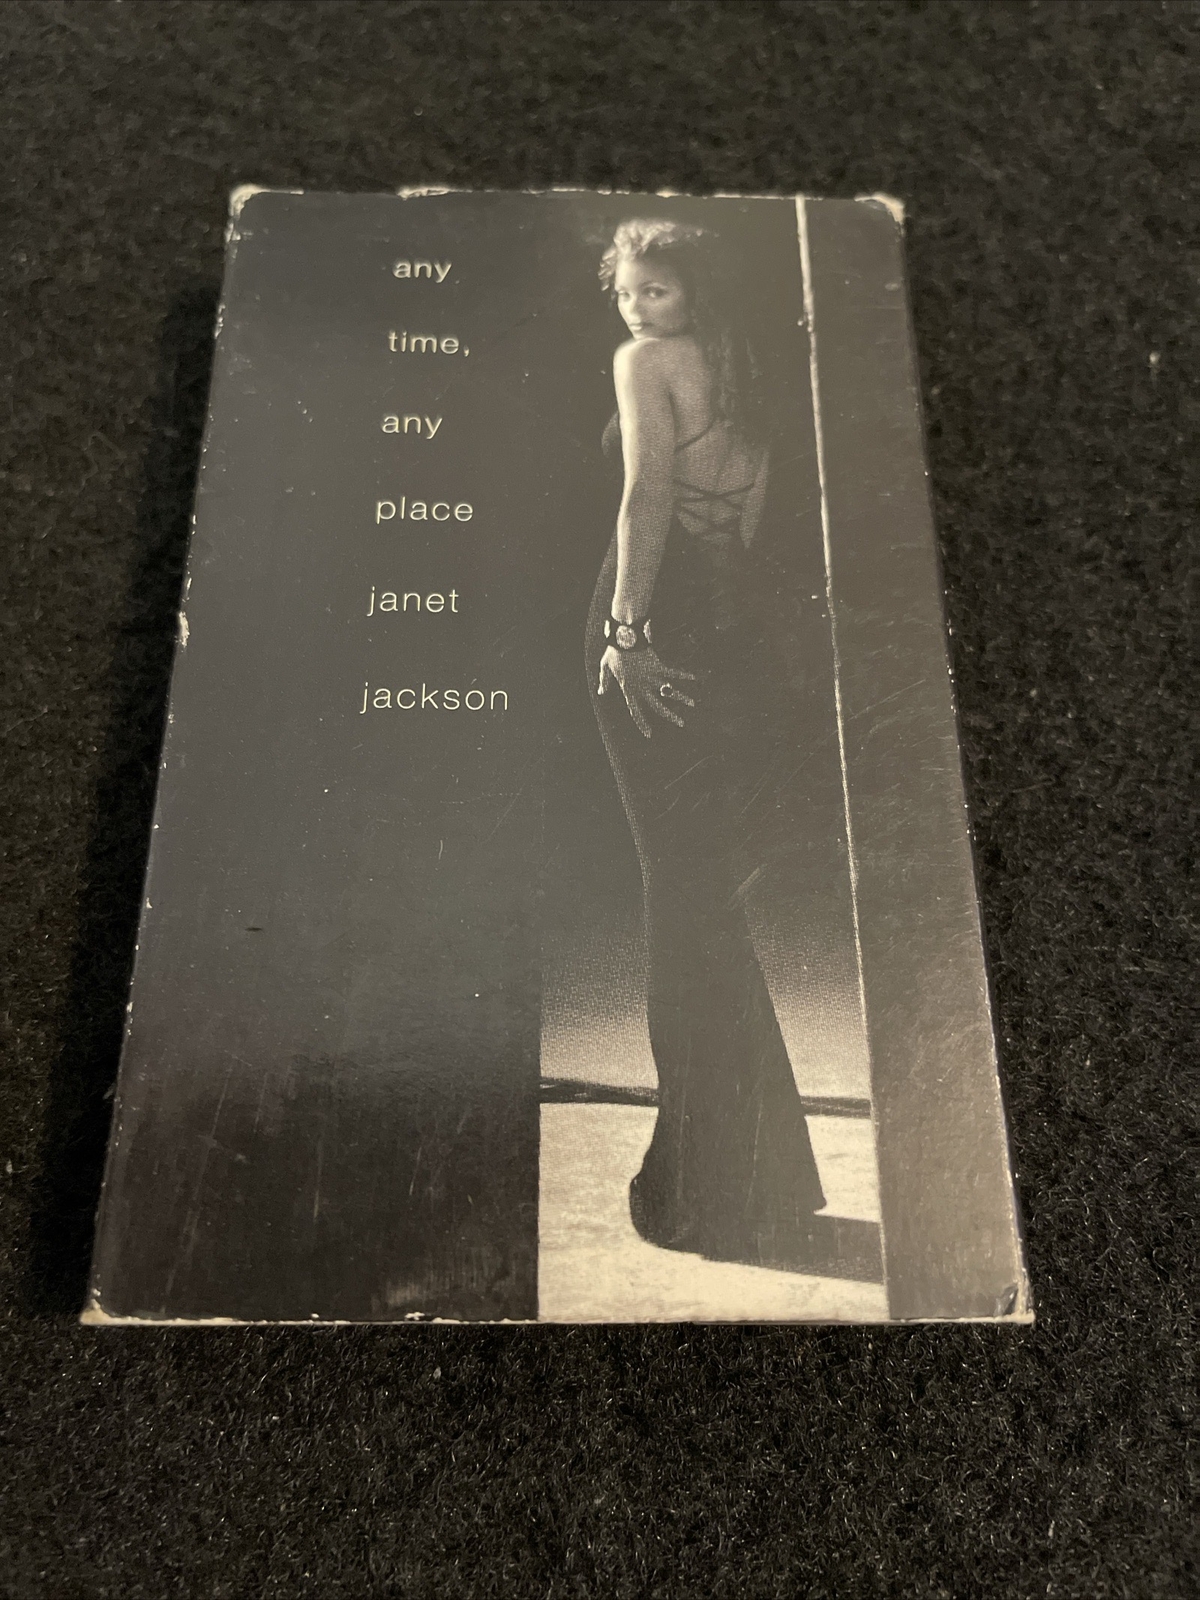 any
time,
any
place
janet
jackson